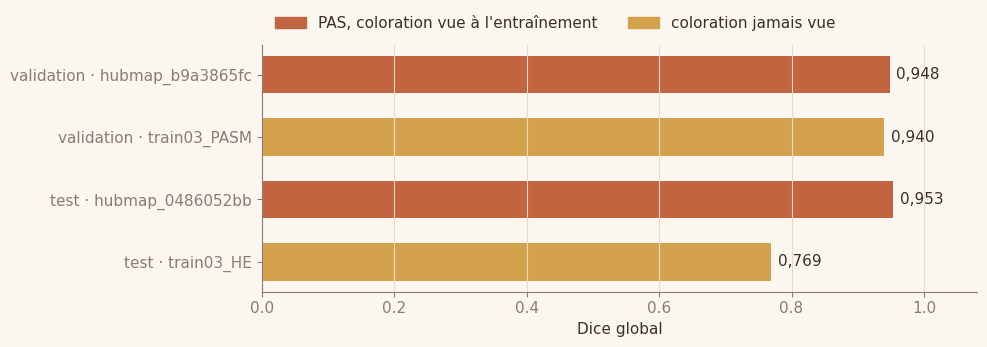 PAS, coloration vue à l'entraînement
coloration jamais vue
validation · hubmap_b9a3865fc
0,948
validation · train03_PASM
0,940
test · hubmap_0486052bb
0,953
test · train03_HE
0,769
0.0 0.2 0.4 0.6 0.8 1.0
Dice global